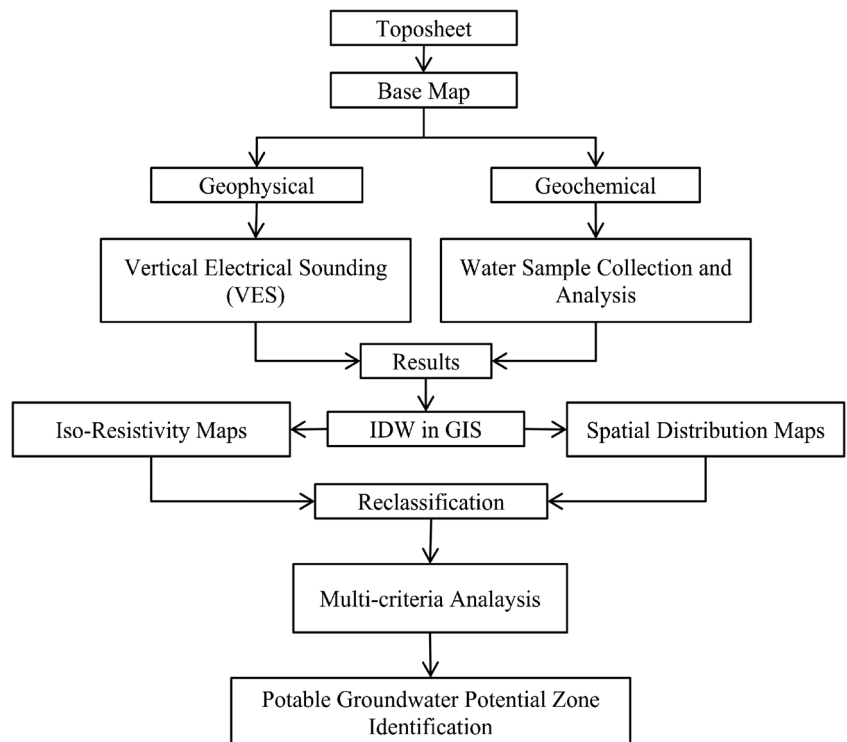 Toposheet
Base Map
Geophysical
Geochemical
Vertical Electrical Sounding
(VES)
Water Sample Collection and
Analysis
Results
Iso-Resistivity Maps
IDW in GIS
Spatial Distribution Maps
Reclassification
Multi-criteria Analaysis
Potable Groundwater Potential Zone
Identification